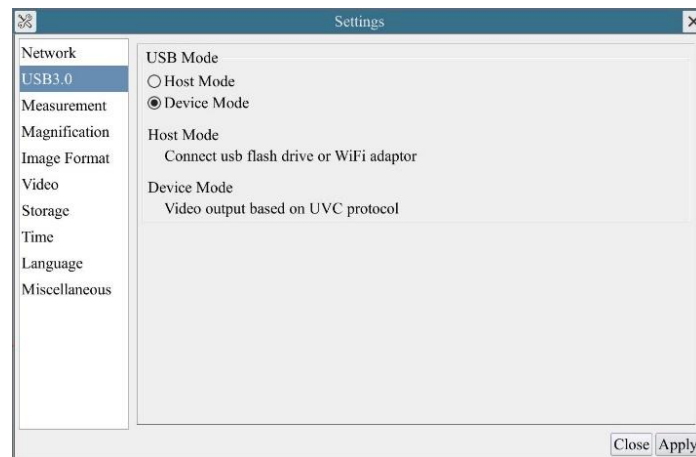 Settings
Network
USB3.0
Measurement
Magnification
Image Format
Video
Storage
Time
Language
Miscellaneous
USB Mode
Host Mode
Device Mode
Host Mode
Connect usb flash drive or WiFi adaptor
Device Mode
Video output based on UVC protocol
Close Apply